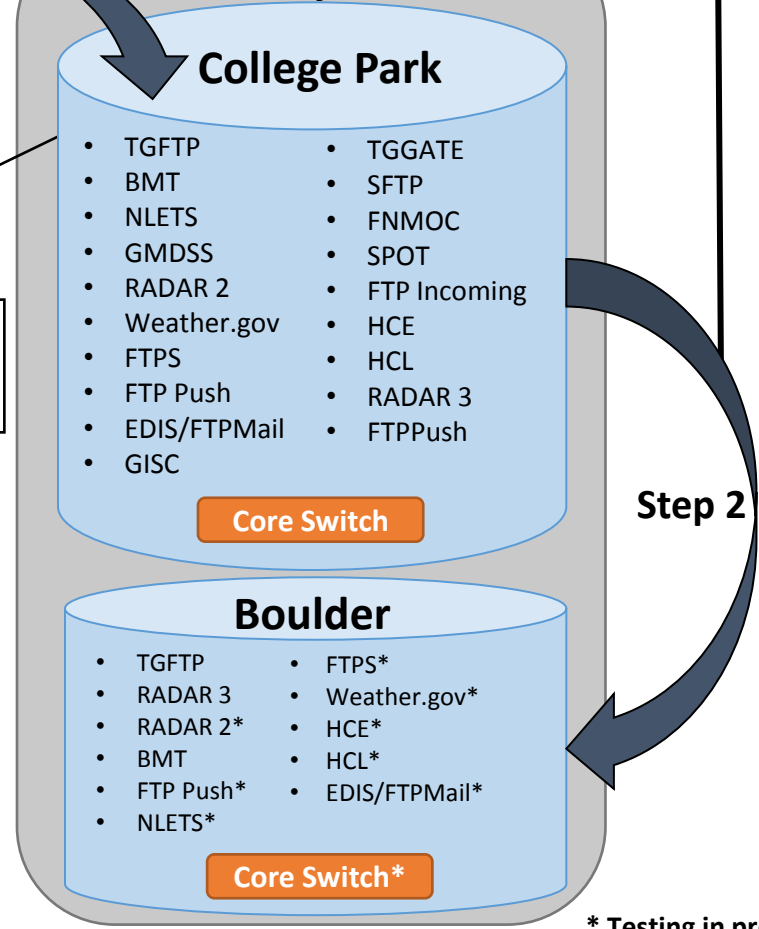 College Park
• TGFTP
• BMT
• NLETS
• GMDSS
• RADAR 2
• Weather.gov
• FTPS
• FTP Push
• EDIS/FTPMail
• GISC
• TGGATE
• SFTP
• FNMOC
• SPOT
• FTP Incoming
• HCE
• HCL
• RADAR 3
• FTPPush
Core Switch
Step 2
Boulder
• TGFTP
• RADAR 3
• RADAR 2*
• BMT
• FTP Push*
• NLETS*
• FTPS*
• Weather.gov*
• HCE*
• HCL*
• EDIS/FTPMail*
Core Switch*
* Testing in